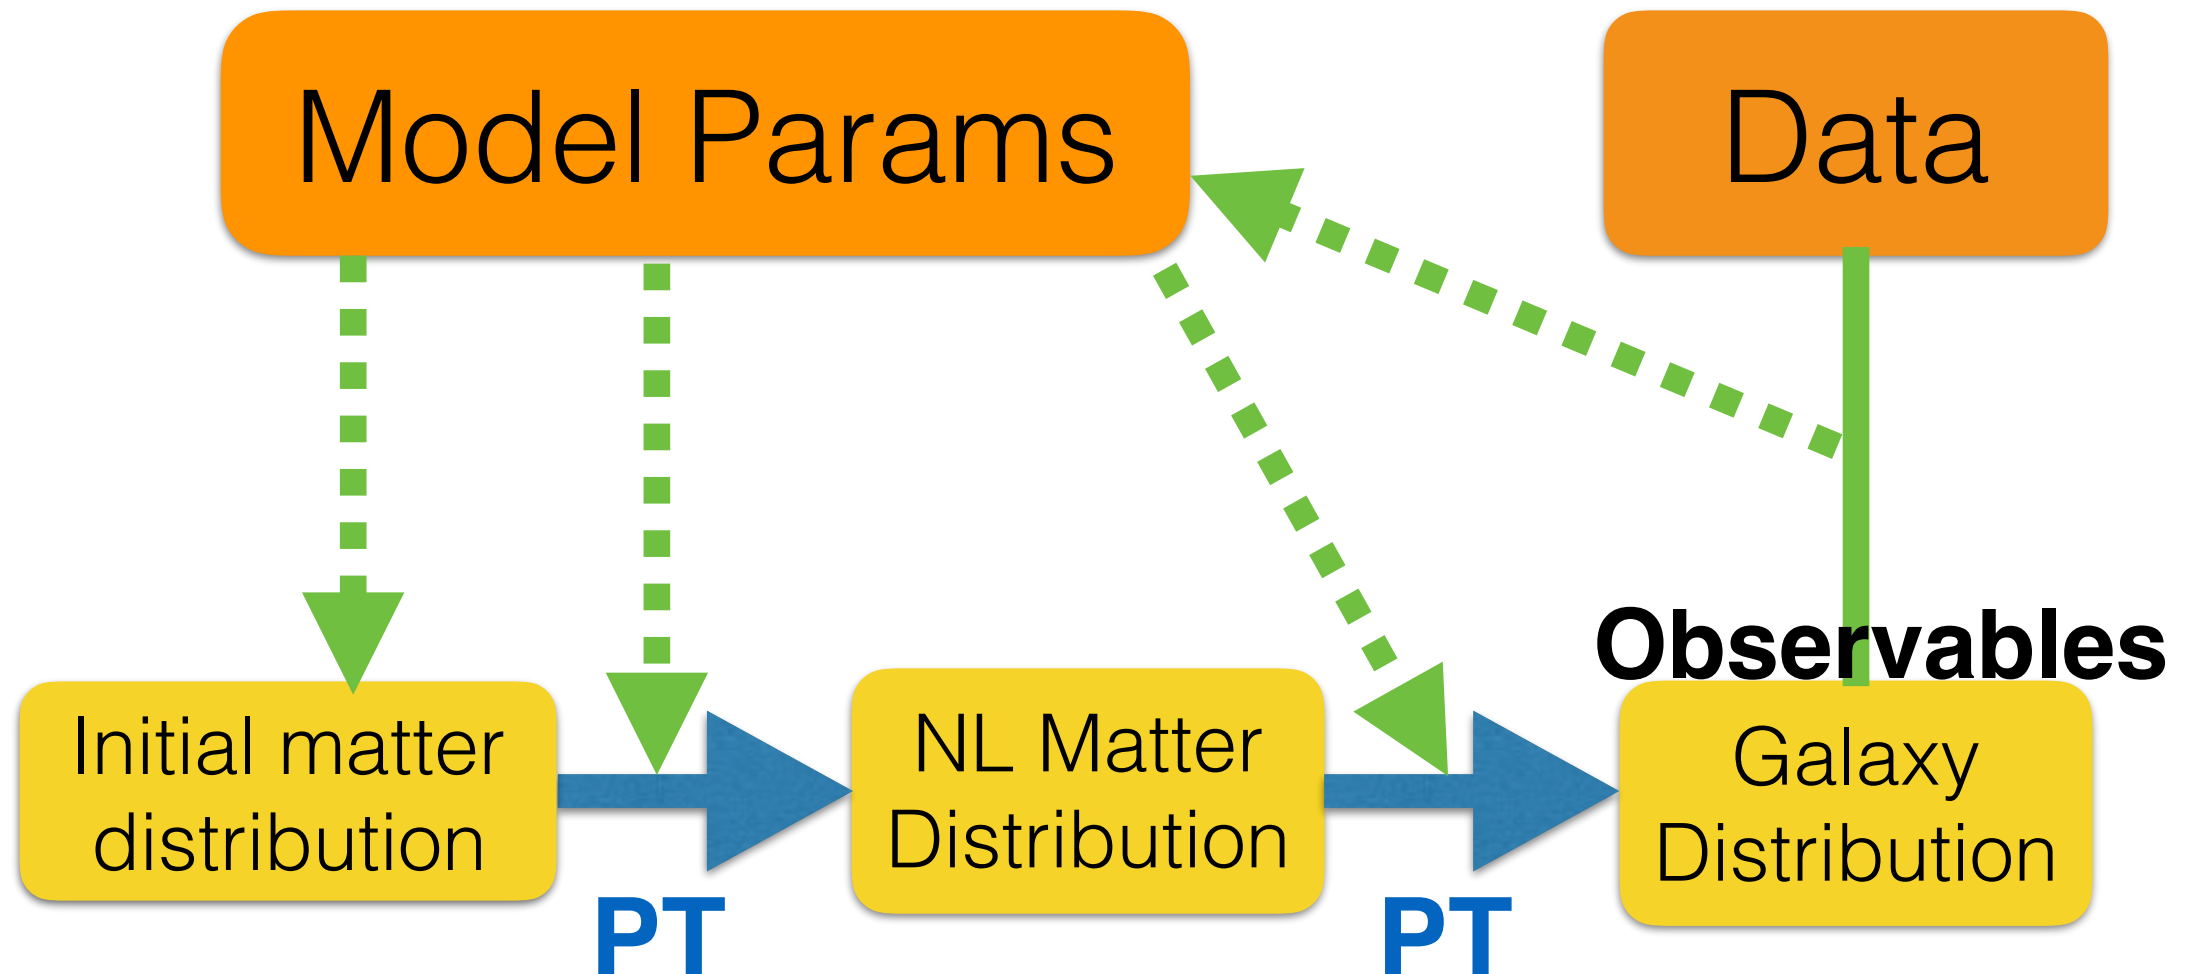 Model Params
Data
Observables
Initial matter
distribution
NL Matter
Distribution
Galaxy
Distribution
PT
PT